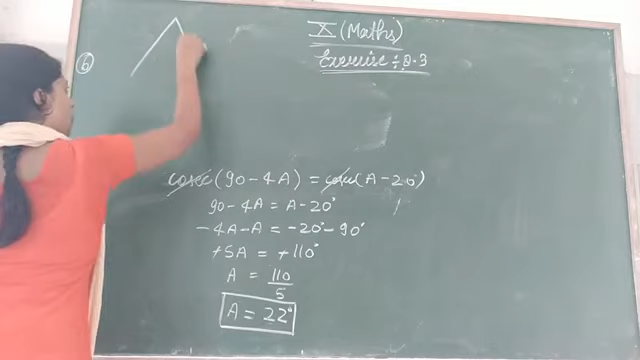 X (Maths)
Exercise : 8.3
6
cosec (90 - 4A) = cosec (A - 20°)
90 - 4A = A - 20°
- 4A - A = - 20° - 90°
+5A = +110°
A = 110/5
A = 22°